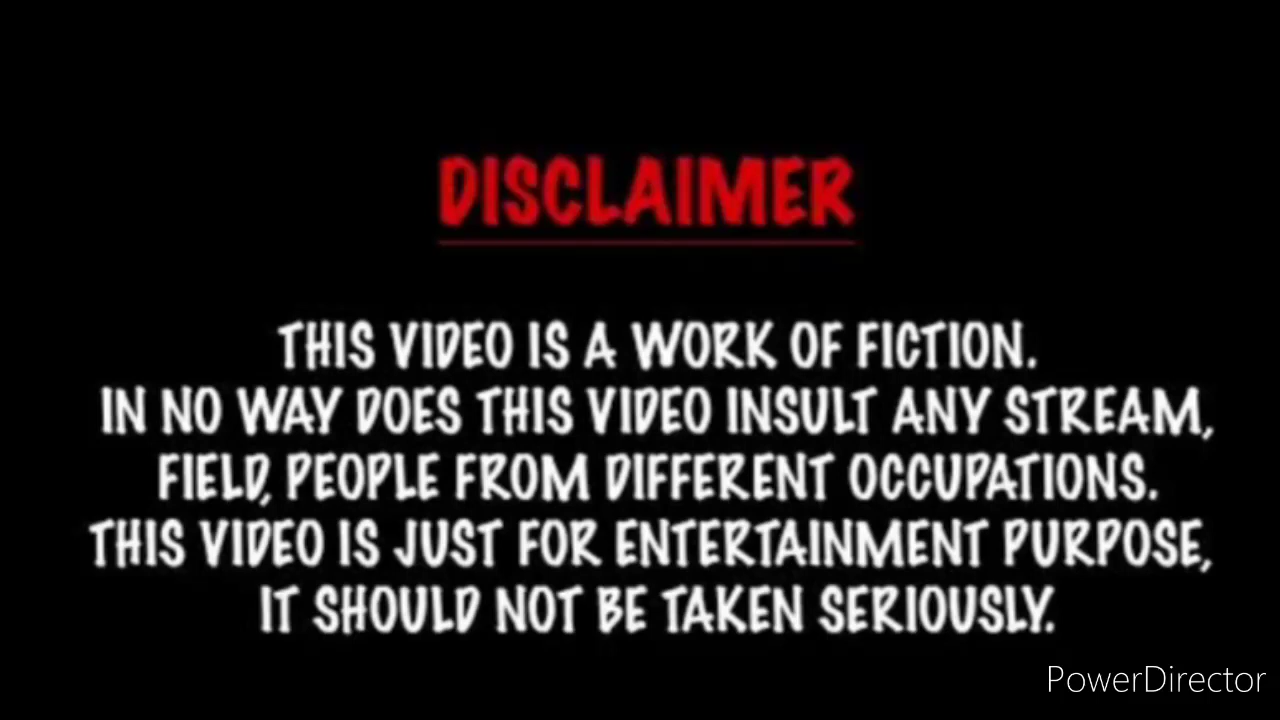 DISCLAIMER
THIS VIDEO IS A WORK OF FICTION.
IN NO WAY DOES THIS VIDEO INSULT ANY STREAM,
FIELD, PEOPLE FROM DIFFERENT OCCUPATIONS.
THIS VIDEO IS JUST FOR ENTERTAINMENT PURPOSE,
IT SHOULD NOT BE TAKEN SERIOUSLY.
PowerDirector